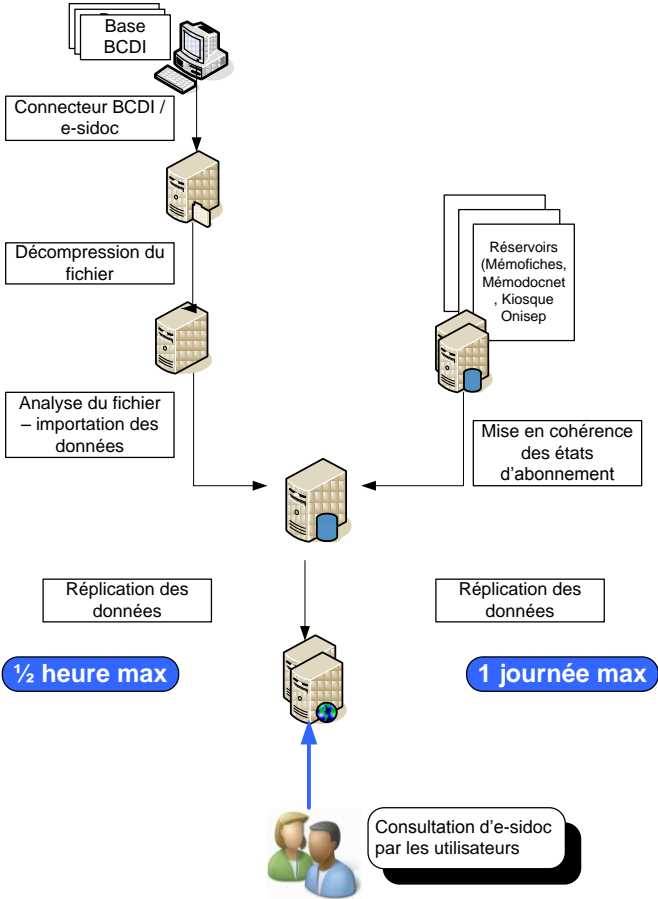 Base
BCDI
Connecteur BCDI /
e-sidoc
Décompression du
fichier
Réservoirs
(Mémofiches,
Mémodocnet
, Kiosque
Onisep
Analyse du fichier
– importation des
données
Mise en cohérence
des états
d'abonnement
Réplication des
données
Réplication des
données
½ heure max
1 journée max
Consultation d'e-sidoc
par les utilisateurs